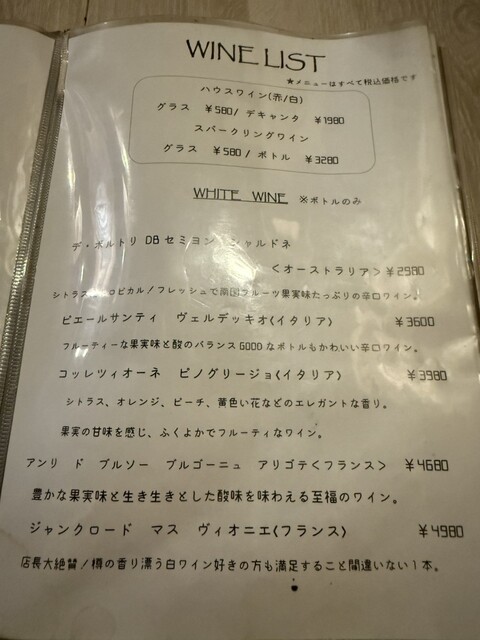 WINE LIST
★メニューはすべて税込価格です
ハウスワイン(赤/白)
グラス ¥580/ デキャンタ ¥1980
スパークリングワイン
グラス ¥580 / ボトル ¥3280
WHITE WINE ※ボトルのみ
デ・ボルトリ DB セミヨン シャルドネ
<オーストラリア> ¥2980
シトラス ロピカル/フレッシュで南国フルーツ果実味たっぷりの辛口ワイン♪
ピエールサンティ ヴェルデッキオ<イタリア> ¥3600
フルーティーな果実味と酸のバランスGOODなボトルもかわいい辛口ワイン。
コッレツィオーネ ピノグリージョ<イタリア> ¥3980
シトラス、オレンジ、ピーチ、黄色い花などのエレガントな香り。
果実の甘味を感じ、ふくよかでフルーティなワイン。
アンリ ド ブルソー ブルゴーニュ アリゴテ<フランス> ¥4680
豊かな果実味と生き生きとした酸味を味わえる至福のワイン。
ジャンクロード マス ヴィオニエ<フランス> ¥4980
店長大絶賛/樽の香り漂う白ワイン好きの方も満足すること間違いない1本。